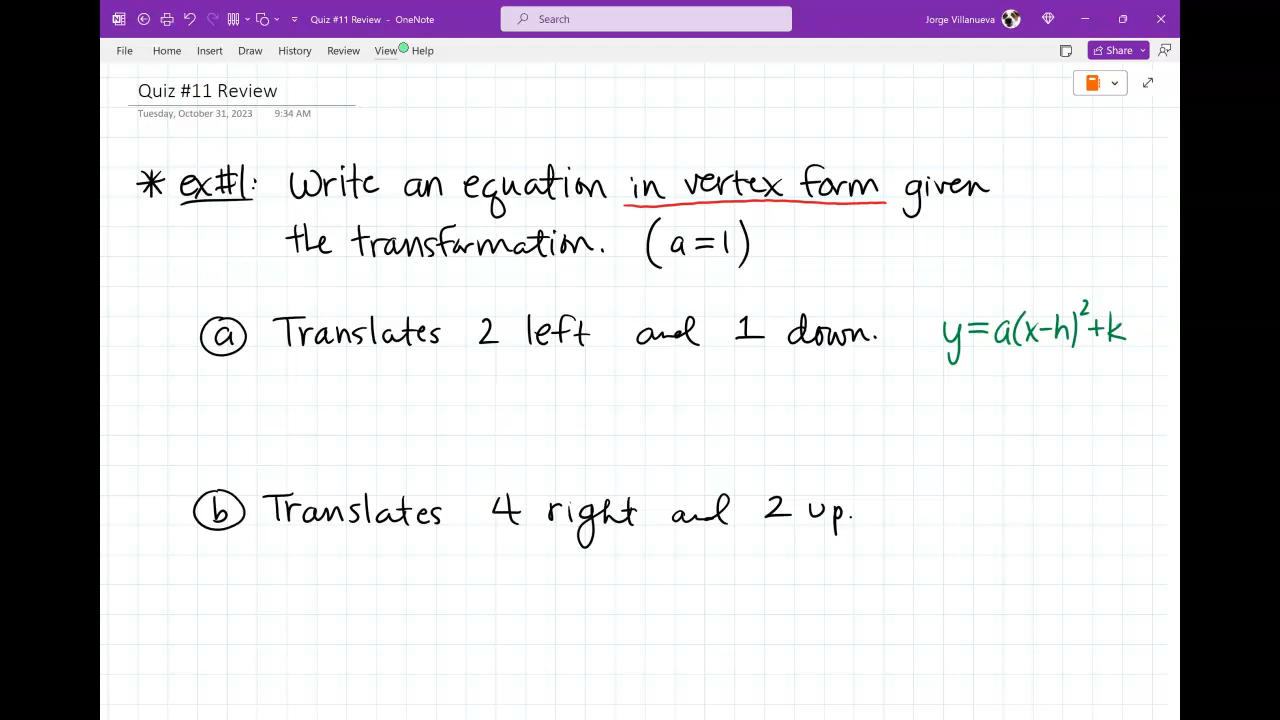 Quiz #11 Review - OneNote
Search
Jorge Villanueva
File Home Insert Draw History Review View Help
Share
Quiz #11 Review
Tuesday, October 31, 2023 9:34 AM
* ex#1: Write an equation in vertex form given
the transformation. (a=1)
ⓐ Translates 2 left and 1 down. y=a(x-h)²+k
ⓑ Translates 4 right and 2 up.